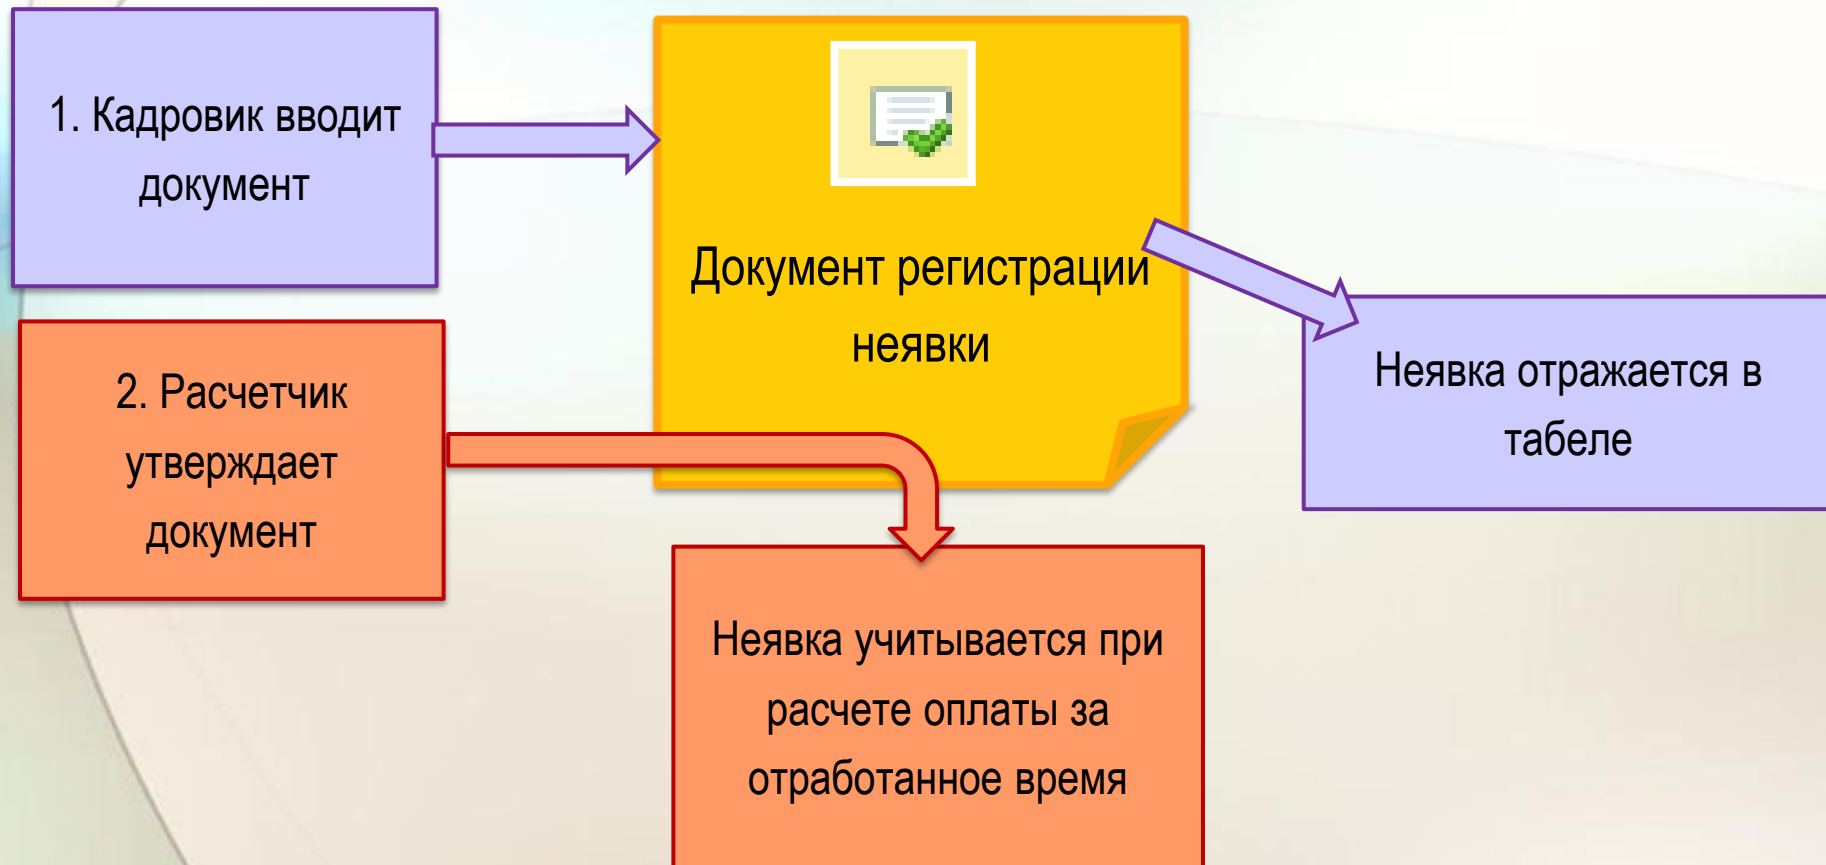 1. Кадровик вводит
документ
Документ регистрации
неявки
Неявка отражается в
табеле
2. Расчетчик
утверждает
документ
Неявка учитывается при
расчете оплаты за
отработанное время